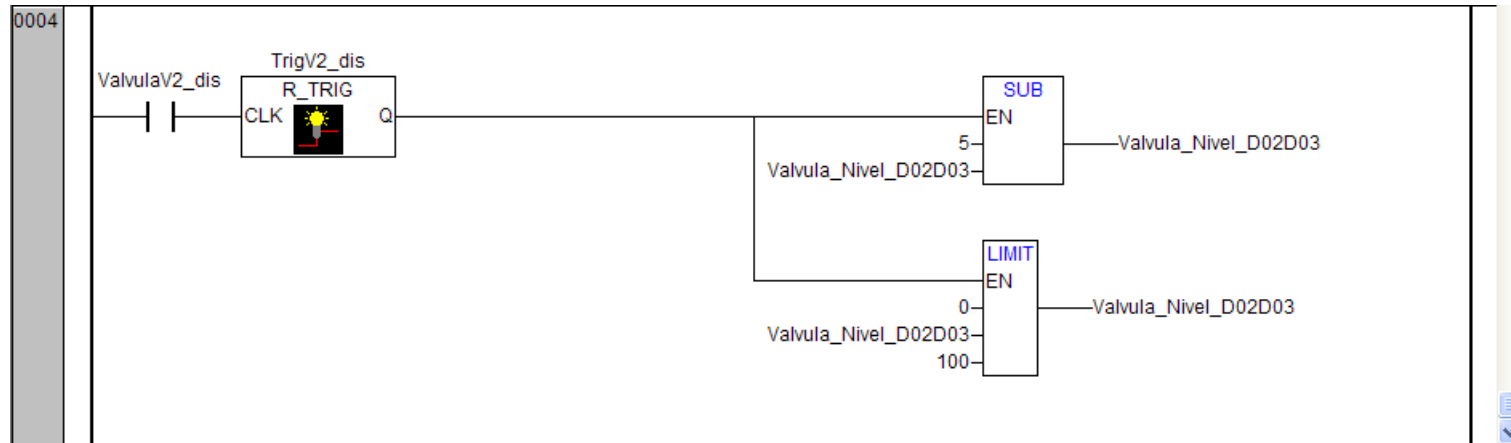 0004
TrigV2_dis
ValvulaV2_dis
R_TRIG
CLK
Q
SUB
EN
5
Valvula_Nivel_D02D03
Valvula_Nivel_D02D03
LIMIT
EN
0
Valvula_Nivel_D02D03
Valvula_Nivel_D02D03
100